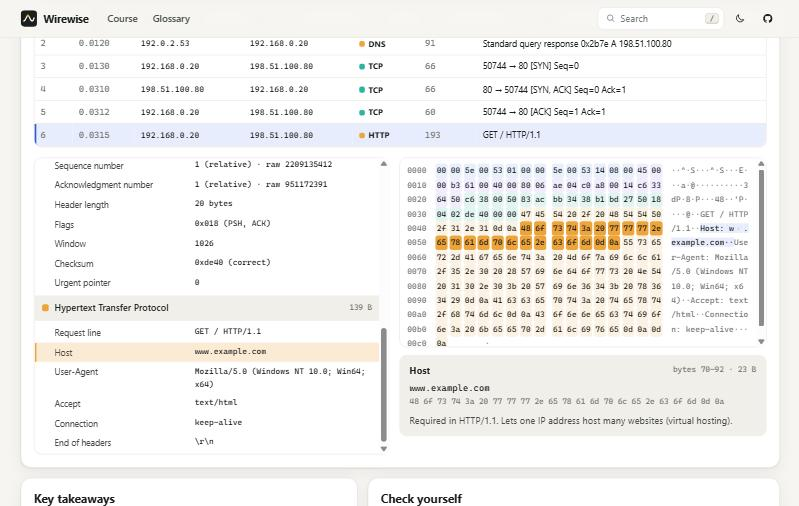 Wirewise Course Glossary Search /
2 0.0120 192.0.2.53 192.168.0.20 DNS 91 Standard query response 0x2b7e A 198.51.100.80
3 0.0130 192.168.0.20 198.51.100.80 TCP 66 50744 → 80 [SYN] Seq=0
4 0.0310 198.51.100.80 192.168.0.20 TCP 66 80 → 50744 [SYN, ACK] Seq=0 Ack=1
5 0.0312 192.168.0.20 198.51.100.80 TCP 60 50744 → 80 [ACK] Seq=1 Ack=1
6 0.0315 192.168.0.20 198.51.100.80 HTTP 193 GET / HTTP/1.1
Sequence number 1 (relative) · raw 2209135412
Acknowledgment number 1 (relative) · raw 951172391
Header length 20 bytes
Flags 0x018 (PSH, ACK)
Window 1026
Checksum 0xde40 (correct)
Urgent pointer 0
Hypertext Transfer Protocol 139 B
Request line GET / HTTP/1.1
Host www.example.com
User-Agent Mozilla/5.0 (Windows NT 10.0; Win64;
x64)
Accept text/html
Connection keep-alive
End of headers \r\n
0000 00 00 5e 00 53 01 00 00 5e 00 53 14 08 00 45 00 ··^·S···^·S···E·
0010 00 b3 61 00 40 00 80 06 ae 04 c0 a8 00 14 c6 33 ··a·@··········3
0020 64 50 c6 38 00 50 83 ac bb 34 38 b1 bd 27 50 18 dP·8·P···48··'P·
0030 04 02 de 40 00 00 47 45 54 20 2f 20 48 54 54 50 ···@··GET / HTTP
0040 2f 31 2e 31 0d 0a 48 6f 73 74 3a 20 77 77 77 2e /1.1··Host: w
0050 65 78 61 6d 70 6c 65 2e 63 6f 6d 0d 0a 55 73 65 example.com··Use
0060 72 2d 41 67 65 6e 74 3a 20 4d 6f 7a 69 6c 6c 61 r-Agent: Mozilla
0070 2f 35 2e 30 20 28 57 69 6e 64 6f 77 73 20 4e 54 /5.0 (Windows NT
0080 20 31 30 2e 30 3b 20 57 69 6e 36 34 3b 20 78 36 10.0; Win64; x6
0090 34 29 0d 0a 41 63 63 65 70 74 3a 20 74 65 78 74 4)··Accept: text
00a0 2f 68 74 6d 6c 0d 0a 43 6f 6e 6e 65 63 74 69 6f /html··Connectio
00b0 6e 3a 20 6b 65 65 70 2d 61 6c 69 76 65 0d 0a 0d n: keep-alive···
00c0 0a ·
Host bytes 70–92 · 23 B
www.example.com
48 6f 73 74 3a 20 77 77 77 2e 65 78 61 6d 70 6c 65 2e 63 6f 6d 0d 0a
Required in HTTP/1.1. Lets one IP address host many websites (virtual hosting).
Key takeaways
Check yourself